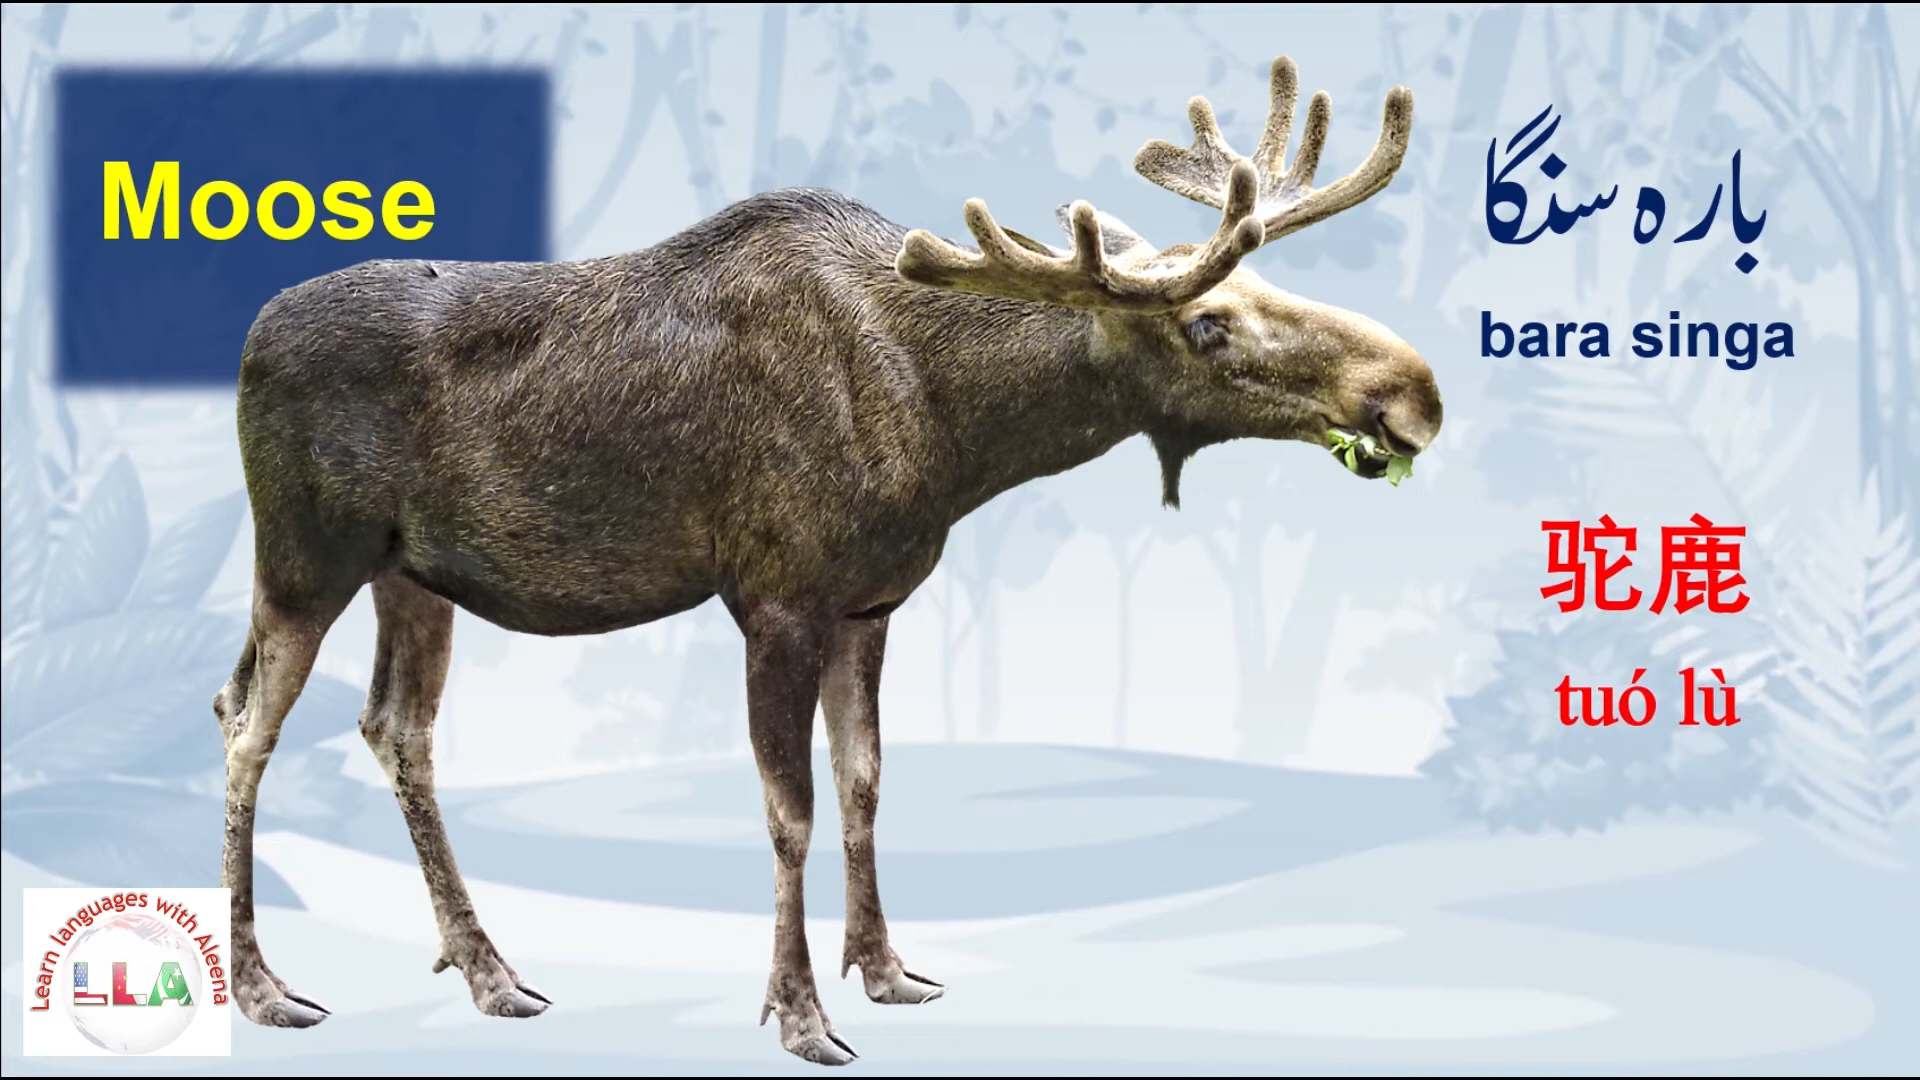 Moose
بارہ سنگا
bara singa
驼鹿
tuó lù
Learn languages with Aleena
LLA